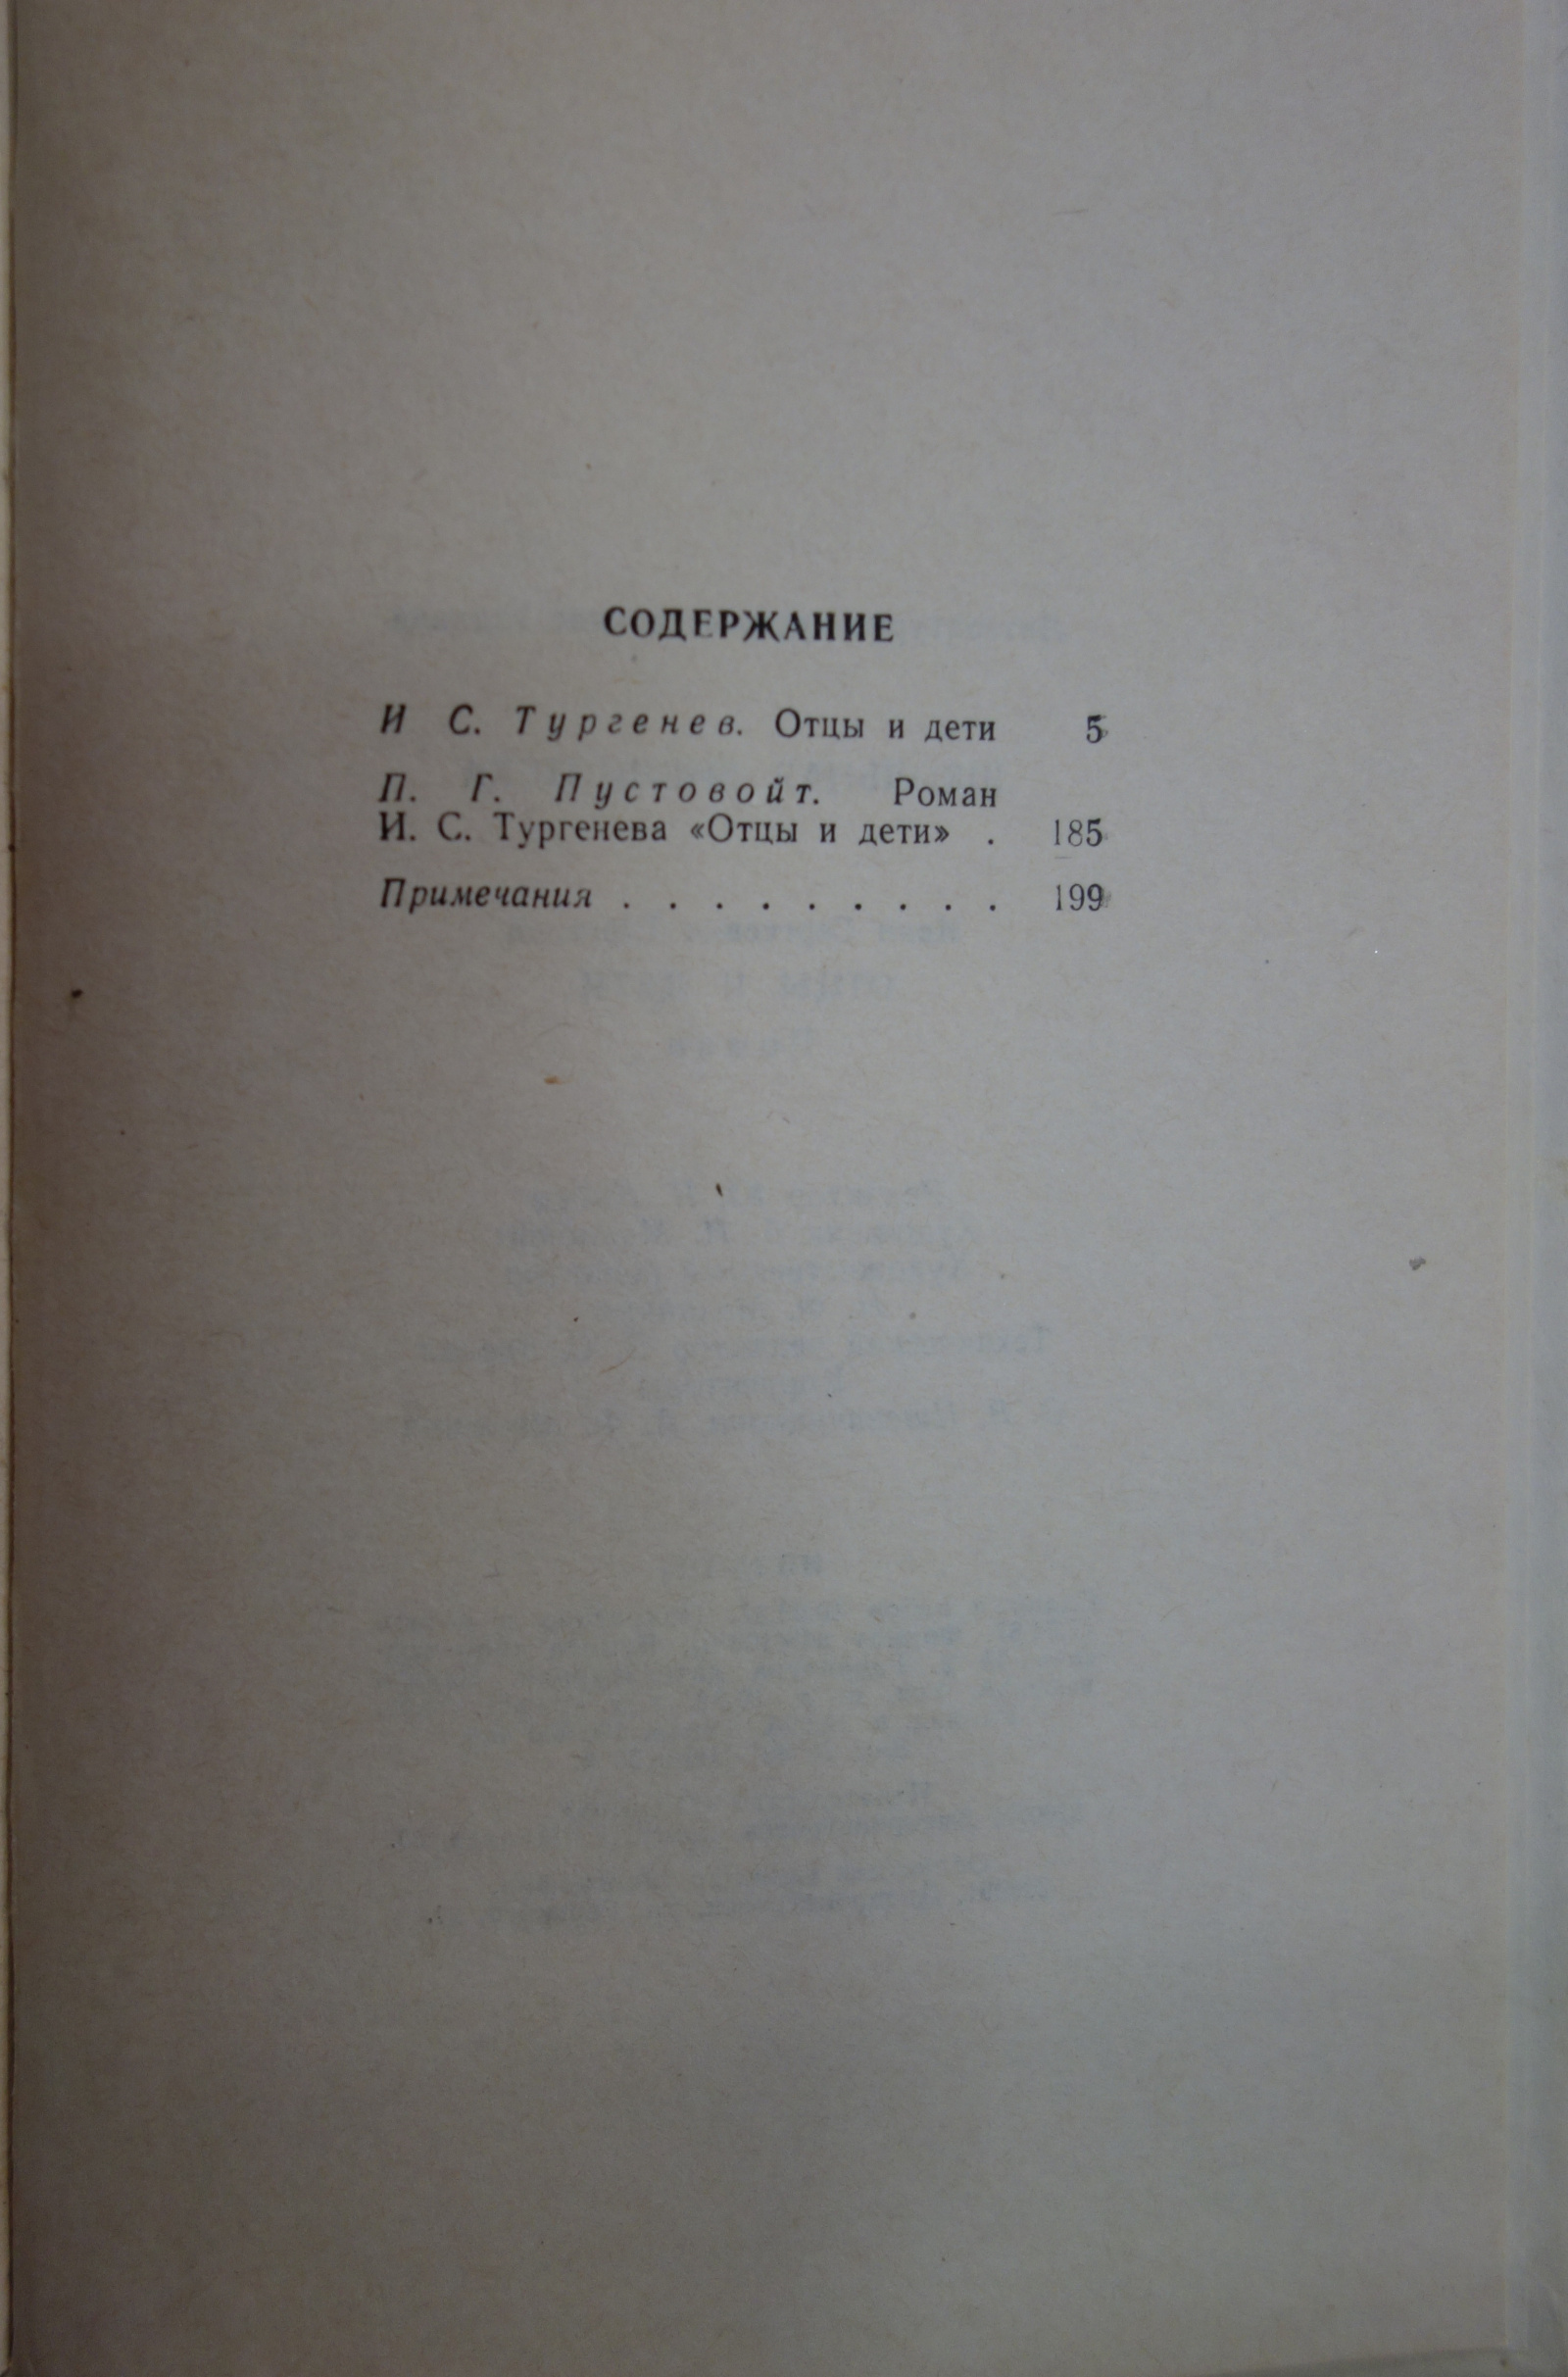 СОДЕРЖАНИЕ
И С. Тургенев. Отцы и дети 5
П. Г. Пустовойт. Роман
И. С. Тургенева «Отцы и дети» . 185
Примечания . . . . . . . . . 199